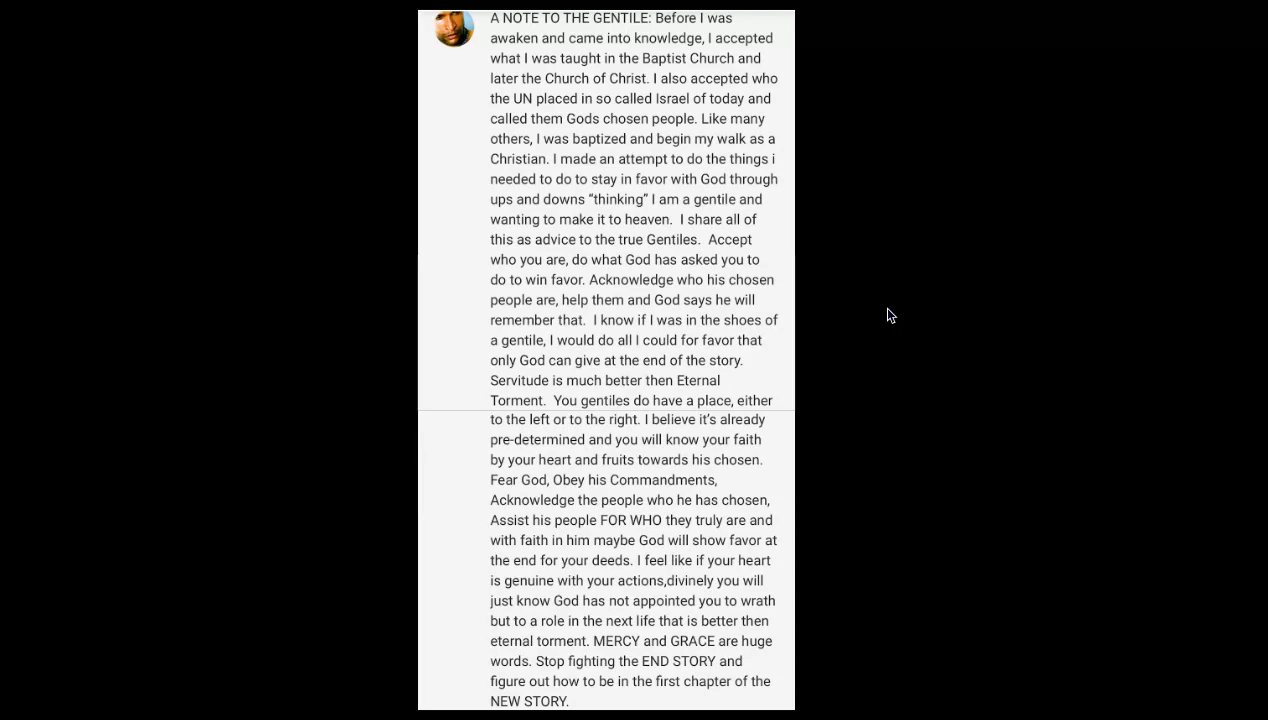 A NOTE TO THE GENTILE: Before I was
awaken and came into knowledge, I accepted
what I was taught in the Baptist Church and
later the Church of Christ. I also accepted who
the UN placed in so called Israel of today and
called them Gods chosen people. Like many
others, I was baptized and begin my walk as a
Christian. I made an attempt to do the things i
needed to do to stay in favor with God through
ups and downs “thinking” I am a gentile and
wanting to make it to heaven.  I share all of
this as advice to the true Gentiles.  Accept
who you are, do what God has asked you to
do to win favor. Acknowledge who his chosen
people are, help them and God says he will
remember that.  I know if I was in the shoes of
a gentile, I would do all I could for favor that
only God can give at the end of the story.
Servitude is much better then Eternal
Torment.  You gentiles do have a place, either
to the left or to the right. I believe it’s already
pre-determined and you will know your faith
by your heart and fruits towards his chosen.
Fear God, Obey his Commandments,
Acknowledge the people who he has chosen,
Assist his people FOR WHO they truly are and
with faith in him maybe God will show favor at
the end for your deeds. I feel like if your heart
is genuine with your actions,divinely you will
just know God has not appointed you to wrath
but to a role in the next life that is better then
eternal torment. MERCY and GRACE are huge
words. Stop fighting the END STORY and
figure out how to be in the first chapter of the
NEW STORY.